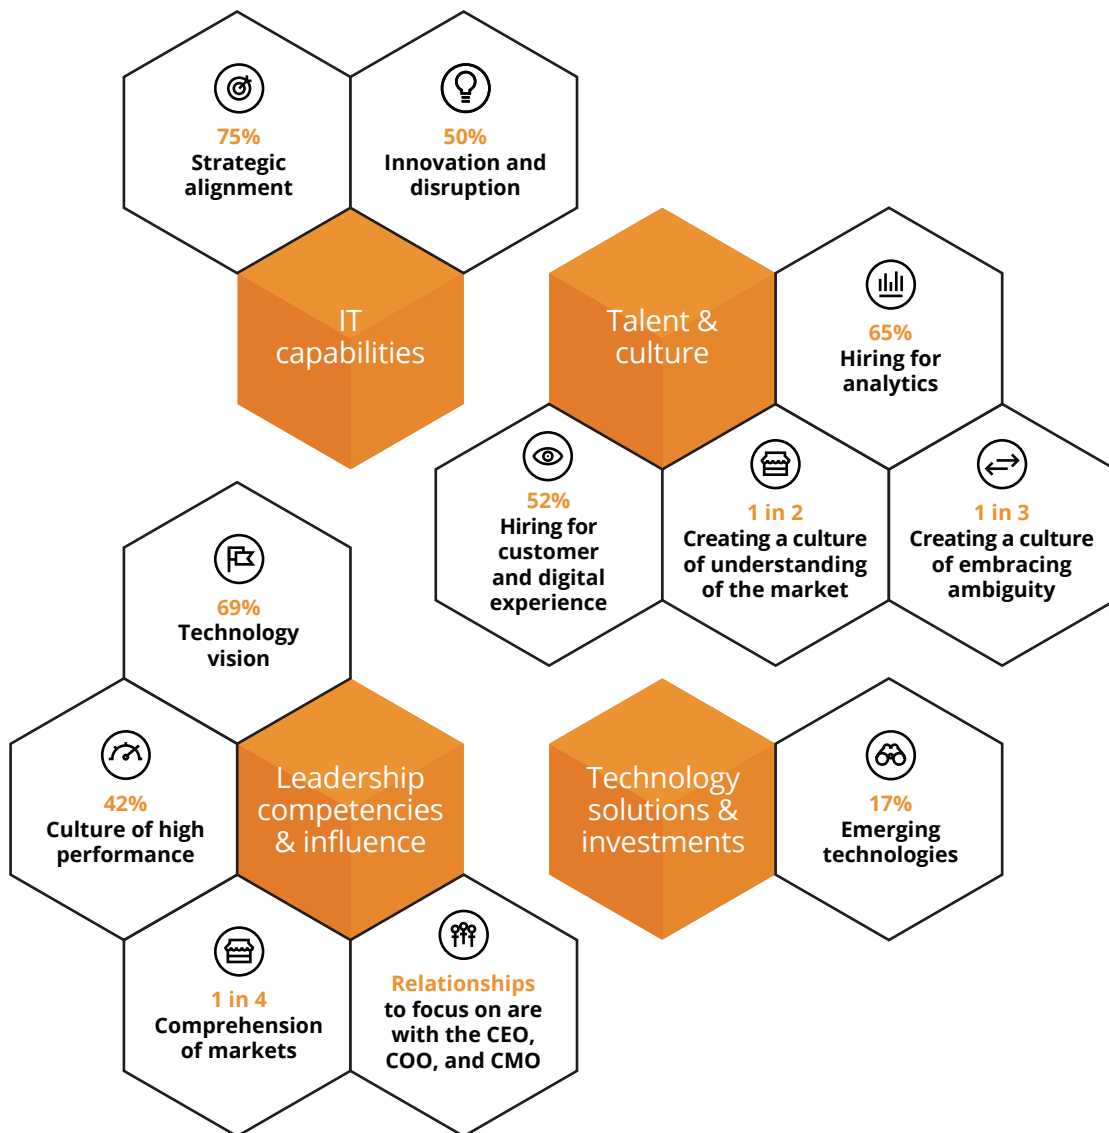 75%
Strategic
alignment
50%
Innovation and
disruption
IT
capabilities
Talent &
culture
65%
Hiring for
analytics
52%
Hiring for
customer
and digital
experience
1 in 2
Creating a culture
of understanding
of the market
1 in 3
Creating a culture
of embracing
ambiguity
69%
Technology
vision
42%
Culture of high
performance
Leadership
competencies
& influence
1 in 4
Comprehension
of markets
Relationships
to focus on are
with the CEO,
COO, and CMO
Technology
solutions &
investments
17%
Emerging
technologies